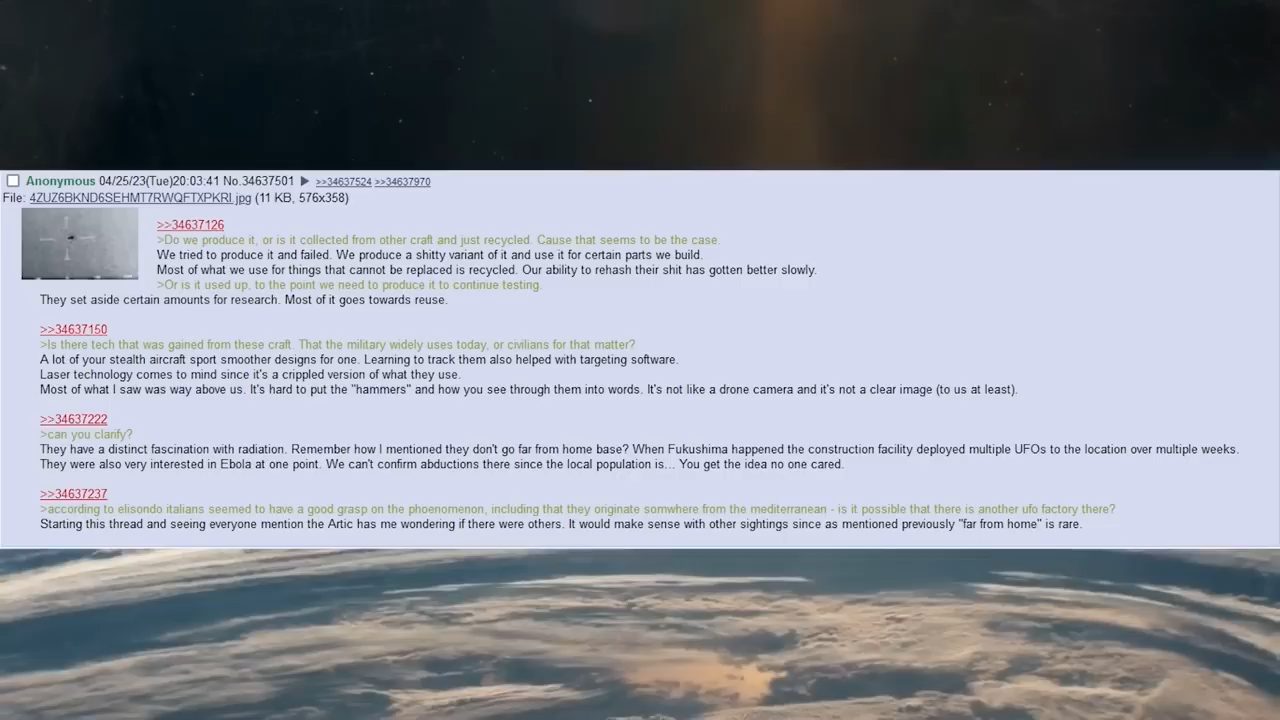 Anonymous 04/25/23(Tue)20:03:41 No.34637501 ▶ >>34637524 >>34637970
File: 4ZUZ6BKND6SEHMT7RWQFTXPKRI.jpg (11 KB, 576x358)
>>34637126
>Do we produce it, or is it collected from other craft and just recycled. Cause that seems to be the case.
We tried to produce it and failed. We produce a shitty variant of it and use it for certain parts we build.
Most of what we use for things that cannot be replaced is recycled. Our ability to rehash their shit has gotten better slowly.
>Or is it used up, to the point we need to produce it to continue testing.
They set aside certain amounts for research. Most of it goes towards reuse.
>>34637150
>Is there tech that was gained from these craft. That the military widely uses today, or civilians for that matter?
A lot of your stealth aircraft sport smoother designs for one. Learning to track them also helped with targeting software.
Laser technology comes to mind since it's a crippled version of what they use.
Most of what I saw was way above us. It's hard to put the "hammers" and how you see through them into words. It's not like a drone camera and it's not a clear image (to us at least).
>>34637222
>can you clarify?
They have a distinct fascination with radiation. Remember how I mentioned they don't go far from home base? When Fukushima happened the construction facility deployed multiple UFOs to the location over multiple weeks.
They were also very interested in Ebola at one point. We can't confirm abductions there since the local population is... You get the idea no one cared.
>>34637237
>according to elisondo italians seemed to have a good grasp on the phoenomenon, including that they originate somwhere from the mediterranean - is it possible that there is another ufo factory there?
Starting this thread and seeing everyone mention the Artic has me wondering if there were others. It would make sense with other sightings since as mentioned previously "far from home" is rare.